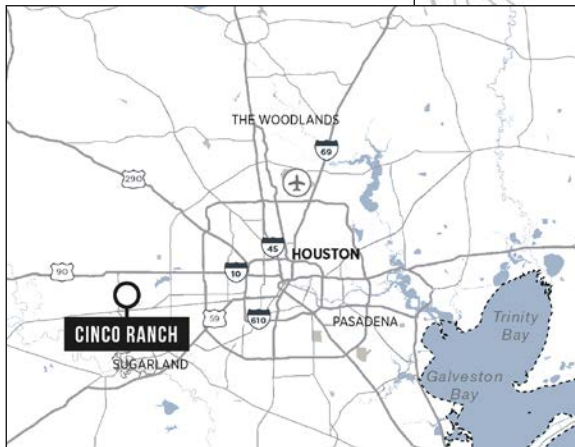 THE WOODLANDS
69
290
45
HOUSTON
90
10
CINCO RANCH
59
610
PASADENA
SUGARLAND
Trinity
Bay
Galveston
Bay